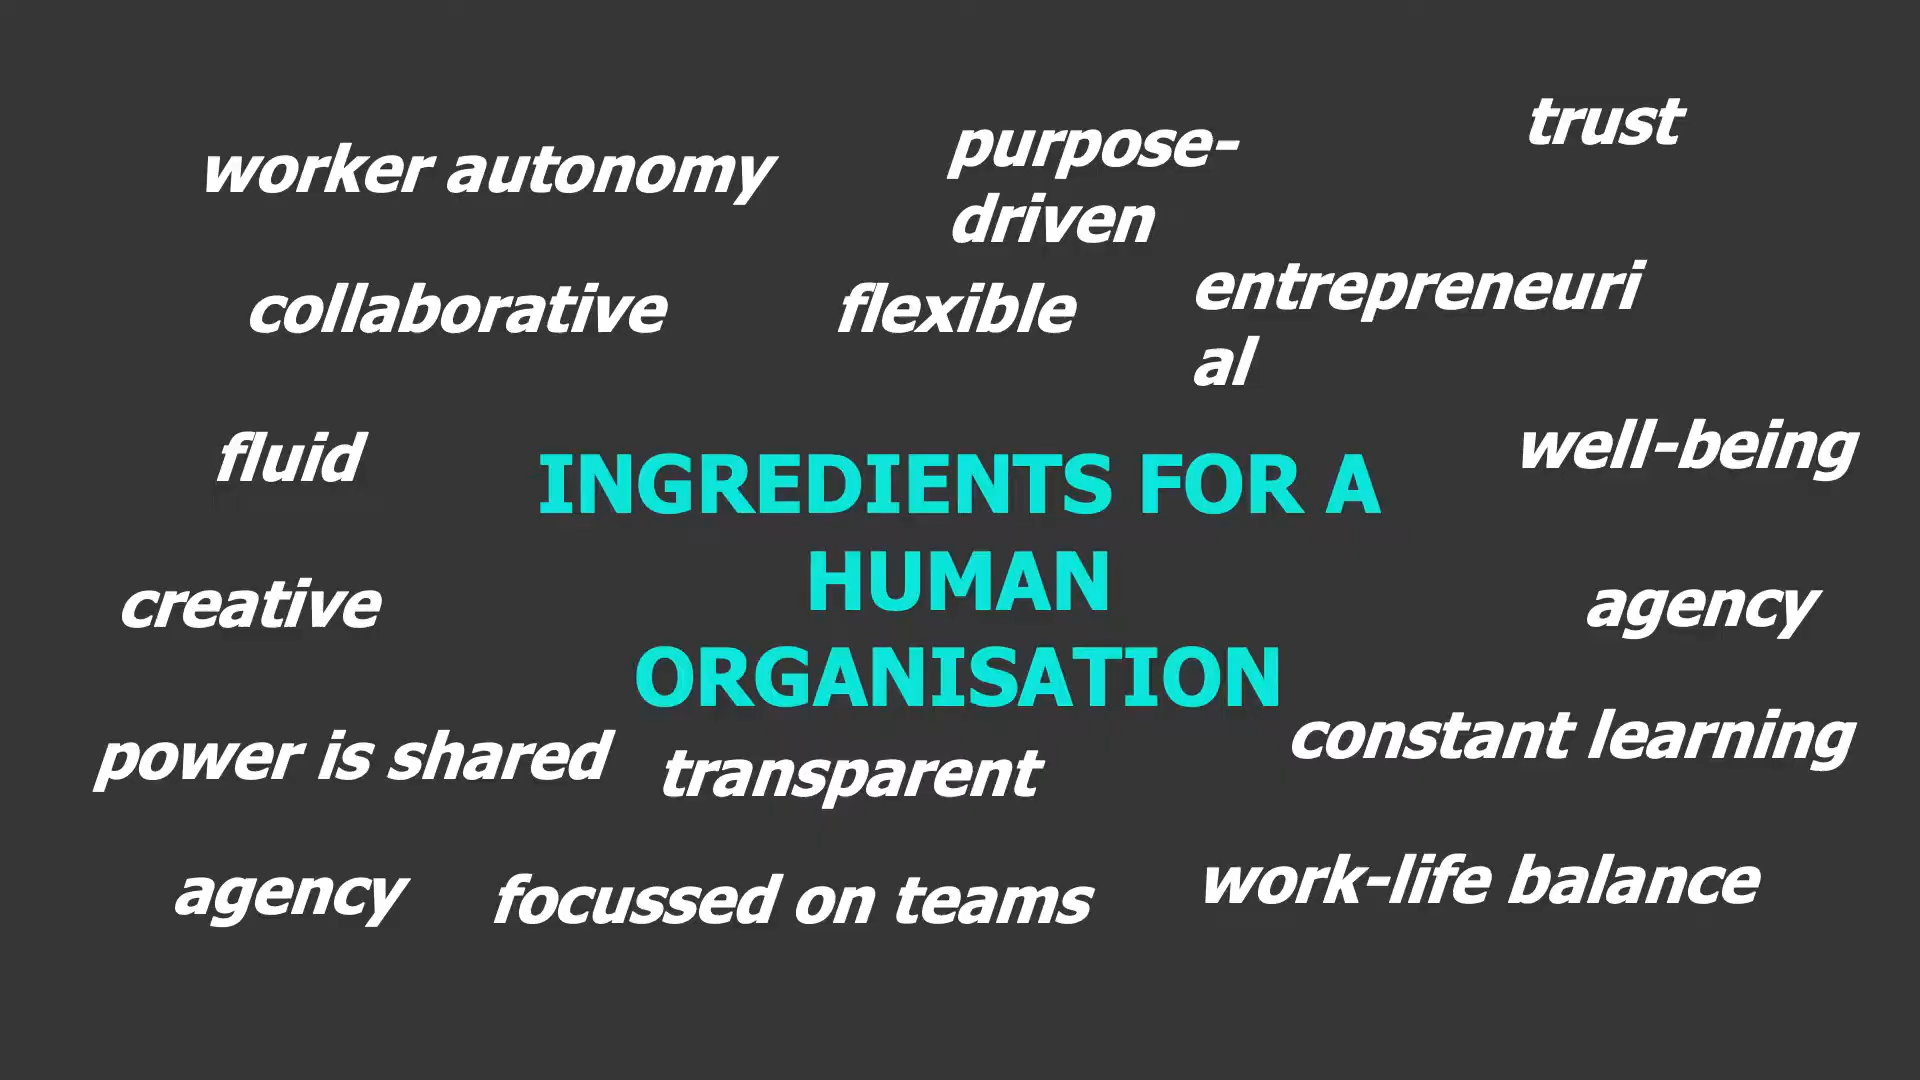 trust
worker autonomy
purpose-
driven
collaborative
flexible
entrepreneuri
al
fluid
well-being
INGREDIENTS FOR A
HUMAN
ORGANISATION
creative
agency
power is shared
transparent
constant learning
agency
focussed on teams
work-life balance